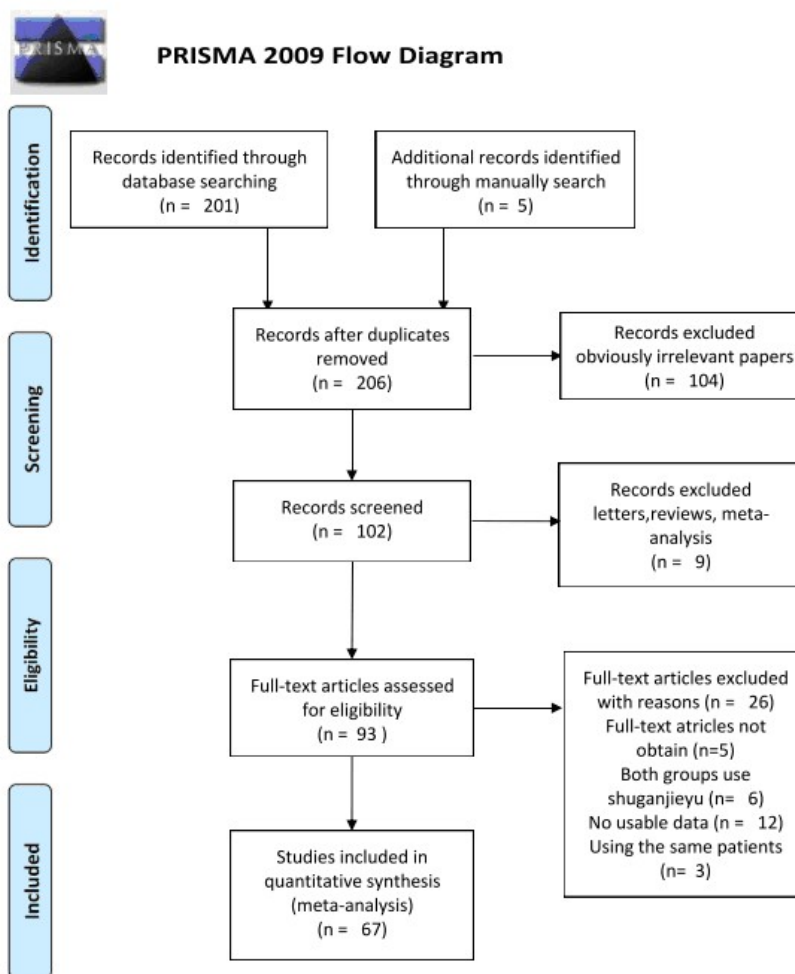 PRISMA
PRISMA 2009 Flow Diagram
Identification
Records identified through
database searching
(n = 201)
Additional records identified
through manually search
(n = 5)
Screening
Records after duplicates
removed
(n = 206)
Records excluded
obviously irrelevant papers
(n = 104)
Records screened
(n = 102)
Records excluded
letters,reviews, meta-
analysis
(n = 9)
Eligibility
Full-text articles assessed
for eligibility
(n = 93 )
Full-text articles excluded
with reasons (n = 26)
Full-text atricles not
obtain (n=5)
Both groups use
shuganjieyu (n= 6)
No usable data (n = 12)
Using the same patients
(n= 3)
Included
Studies included in
quantitative synthesis
(meta-analysis)
(n = 67)